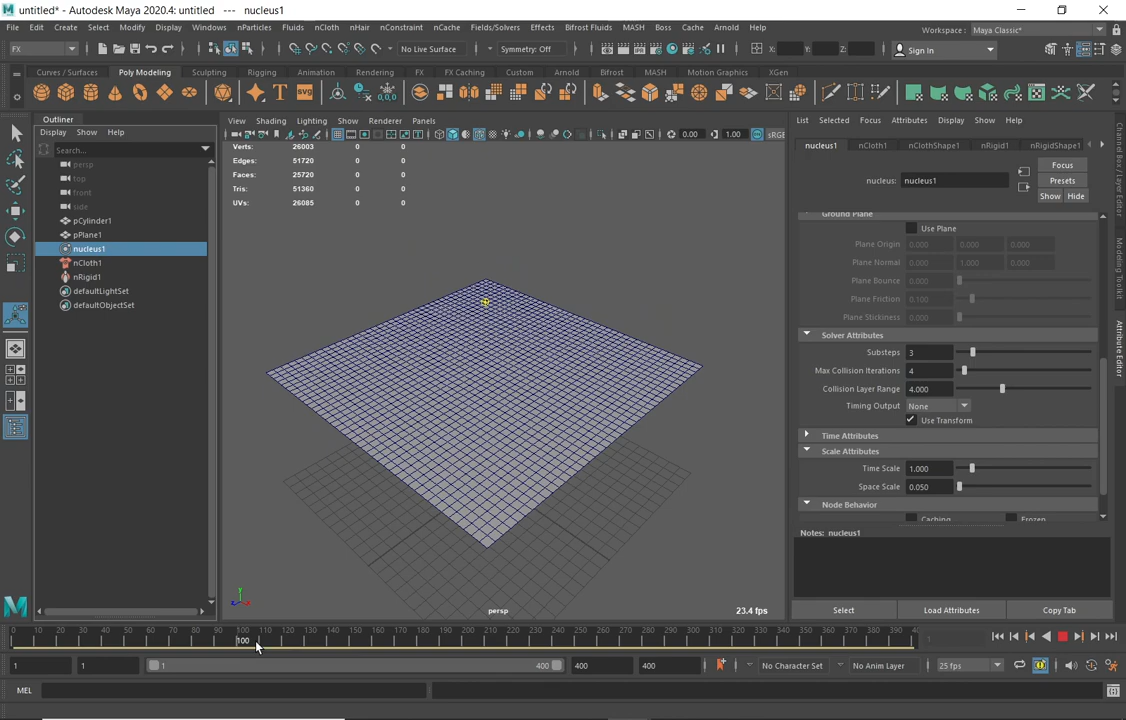 untitled* - Autodesk Maya 2020.4: untitled --- nucleus1
File Edit Create Select Modify Display Windows nParticles Fluids nCloth nHair nConstraint nCache Fields/Solvers Effects Bifrost Fluids MASH Boss Cache Arnold Help Workspace: Maya Classic*
FX No Live Surface Symmetry: Off X: Y: Z: Sign In
Curves / Surfaces Poly Modeling Sculpting Rigging Animation Rendering FX FX Caching Custom Arnold Bifrost MASH Motion Graphics XGen
SVG
Outliner
Display Show Help
Search...
persp
top
front
side
pCylinder1
pPlane1
nucleus1
nCloth1
nRigid1
defaultLightSet
defaultObjectSet
View Shading Lighting Show Renderer Panels
0.00 1.00
Verts: 26003 0 0
Edges: 51720 0 0
Faces: 25720 0 0
Tris: 51360 0 0
UVs: 26085 0 0
persp
23.4 fps
List Selected Focus Attributes Display Show Help
nucleus1 nCloth1 nClothShape1 nRigid1 nRigidShape1
nucleus: nucleus1
Focus
Presets
Show Hide
Ground Plane
Use Plane
Plane Origin 0.000 0.000 0.000
Plane Normal 0.000 1.000 0.000
Plane Bounce 0.000
Plane Friction 0.100
Plane Stickiness 0.000
Solver Attributes
Substeps 3
Max Collision Iterations 4
Collision Layer Range 4.000
Timing Output None
Use Transform
Time Attributes
Scale Attributes
Time Scale 1.000
Space Scale 0.050
Node Behavior
Caching Frozen
Notes: nucleus1
Select Load Attributes Copy Tab
Channel Box / Layer Editor
Modeling Toolkit
Attribute Editor
0 10 20 30 40 50 60 70 80 90 100 110 120 130 140 150 160 170 180 190 200 210 220 230 240 250 260 270 280 290 300 310 320 330 340 350 360 370 380 390
100
1
1 1 1 400 400 400 No Character Set No Anim Layer 25 fps
MEL